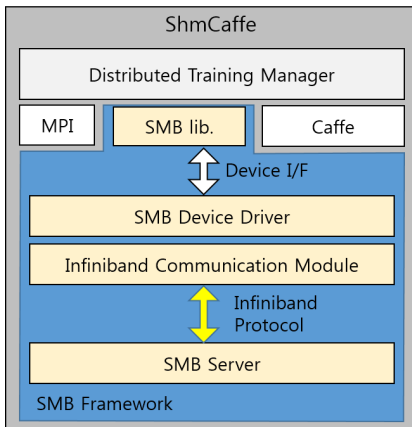 ShmCaffe
Distributed Training Manager
MPI
SMB lib.
Caffe
Device I/F
SMB Device Driver
Infiniband Communication Module
Infiniband
Protocol
SMB Server
SMB Framework